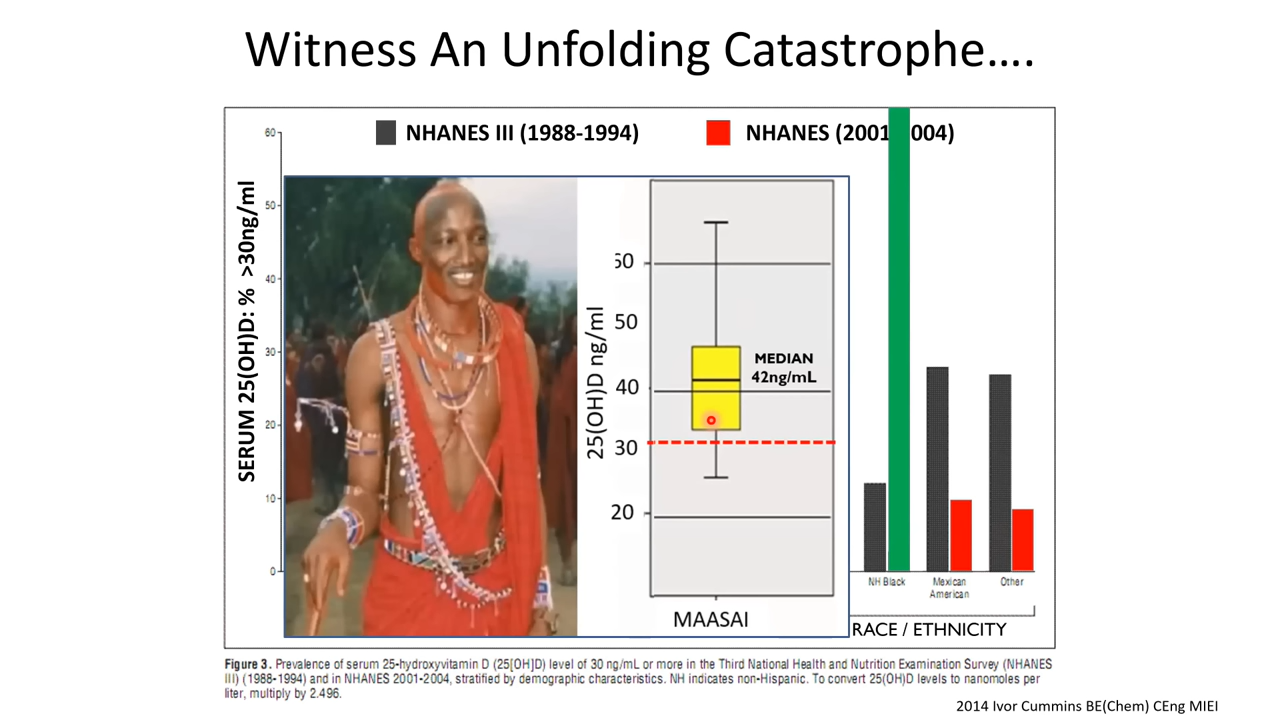 Witness An Unfolding Catastrophe....
NHANES III (1988-1994)
NHANES (2001 004)
SERUM 25(OH)D: % >30ng/ml
60
50
40
30
20
10
0
25(OH)D ng/ml
50
40
30
20
MEDIAN
42ng/mL
MAASAI
NH Black
Mexican
American
Other
RACE / ETHNICITY
Figure 3. Prevalence of serum 25-hydroxyvitamin D (25[OH]D) level of 30 ng/mL or more in the Third National Health and Nutrition Examination Survey (NHANES
III) (1988-1994) and in NHANES 2001-2004, stratified by demographic characteristics. NH indicates non-Hispanic. To convert 25(OH)D levels to nanomoles per
liter, multiply by 2.496.
2014 Ivor Cummins BE(Chem) CEng MIEI